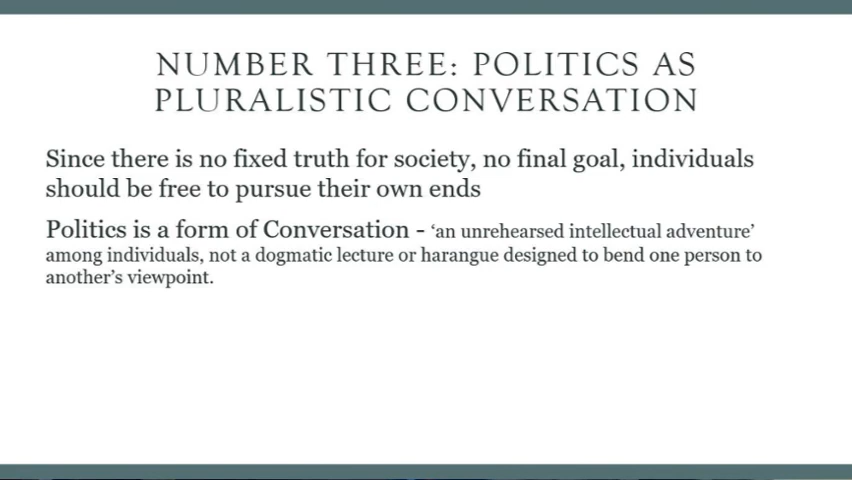 NUMBER THREE: POLITICS AS
PLURALISTIC CONVERSATION
Since there is no fixed truth for society, no final goal, individuals
should be free to pursue their own ends
Politics is a form of Conversation - ‘an unrehearsed intellectual adventure’
among individuals, not a dogmatic lecture or harangue designed to bend one person to
another’s viewpoint.